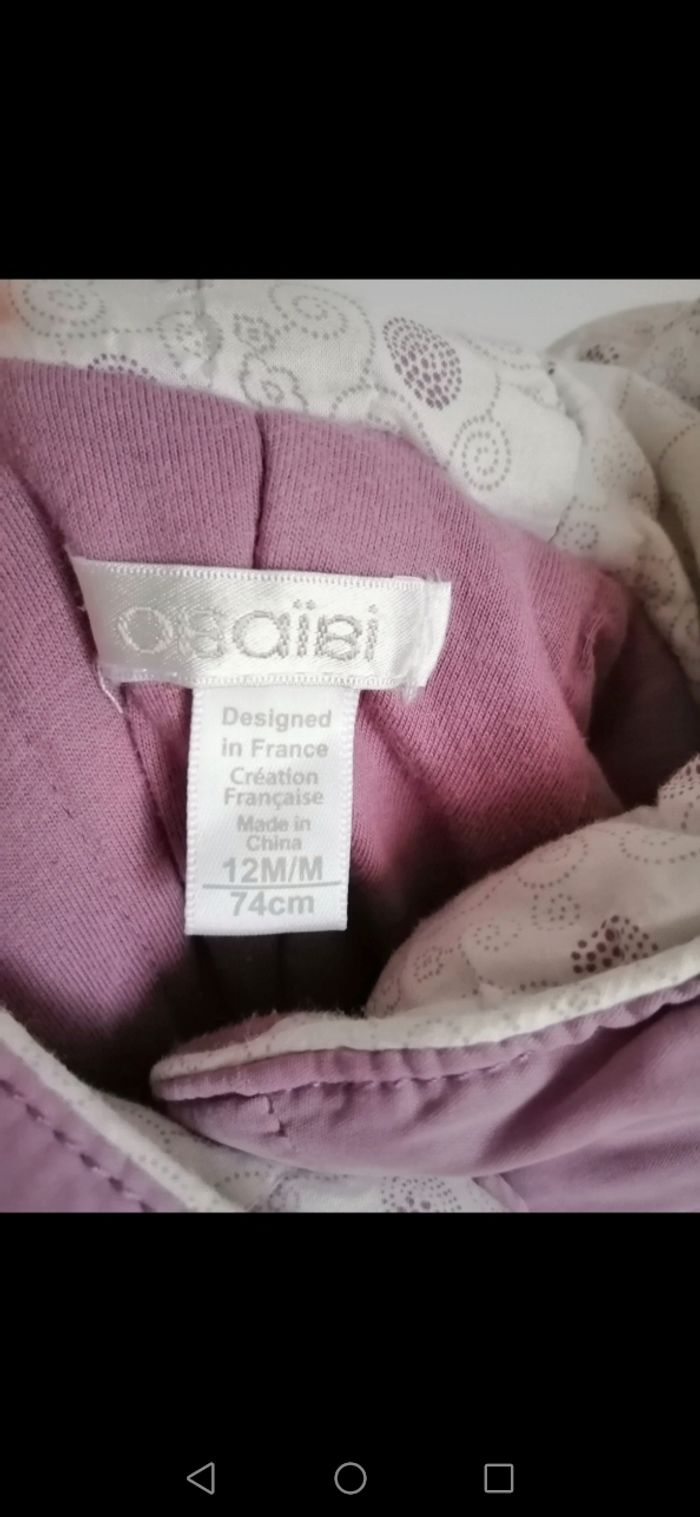 obaïbi
Designed
in France
Création
Française
Made in
China
12M/M
74cm